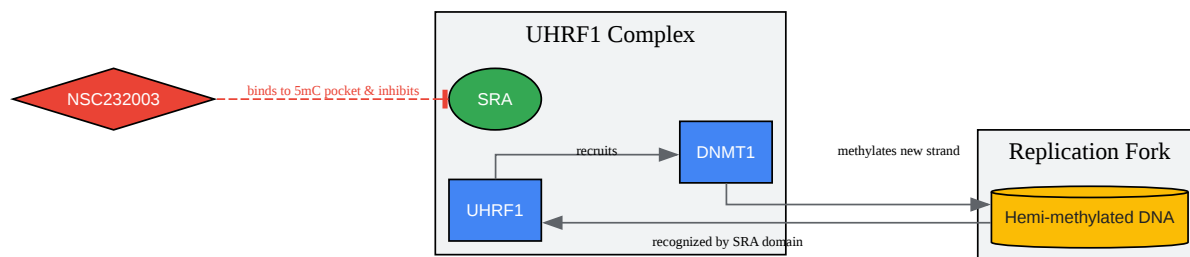 UHRF1 Complex
NSC232003
binds to 5mC pocket & inhibits
SRA
recruits
DNMT1
methylates new strand
Replication Fork
UHRF1
Hemi-methylated DNA
recognized by SRA domain